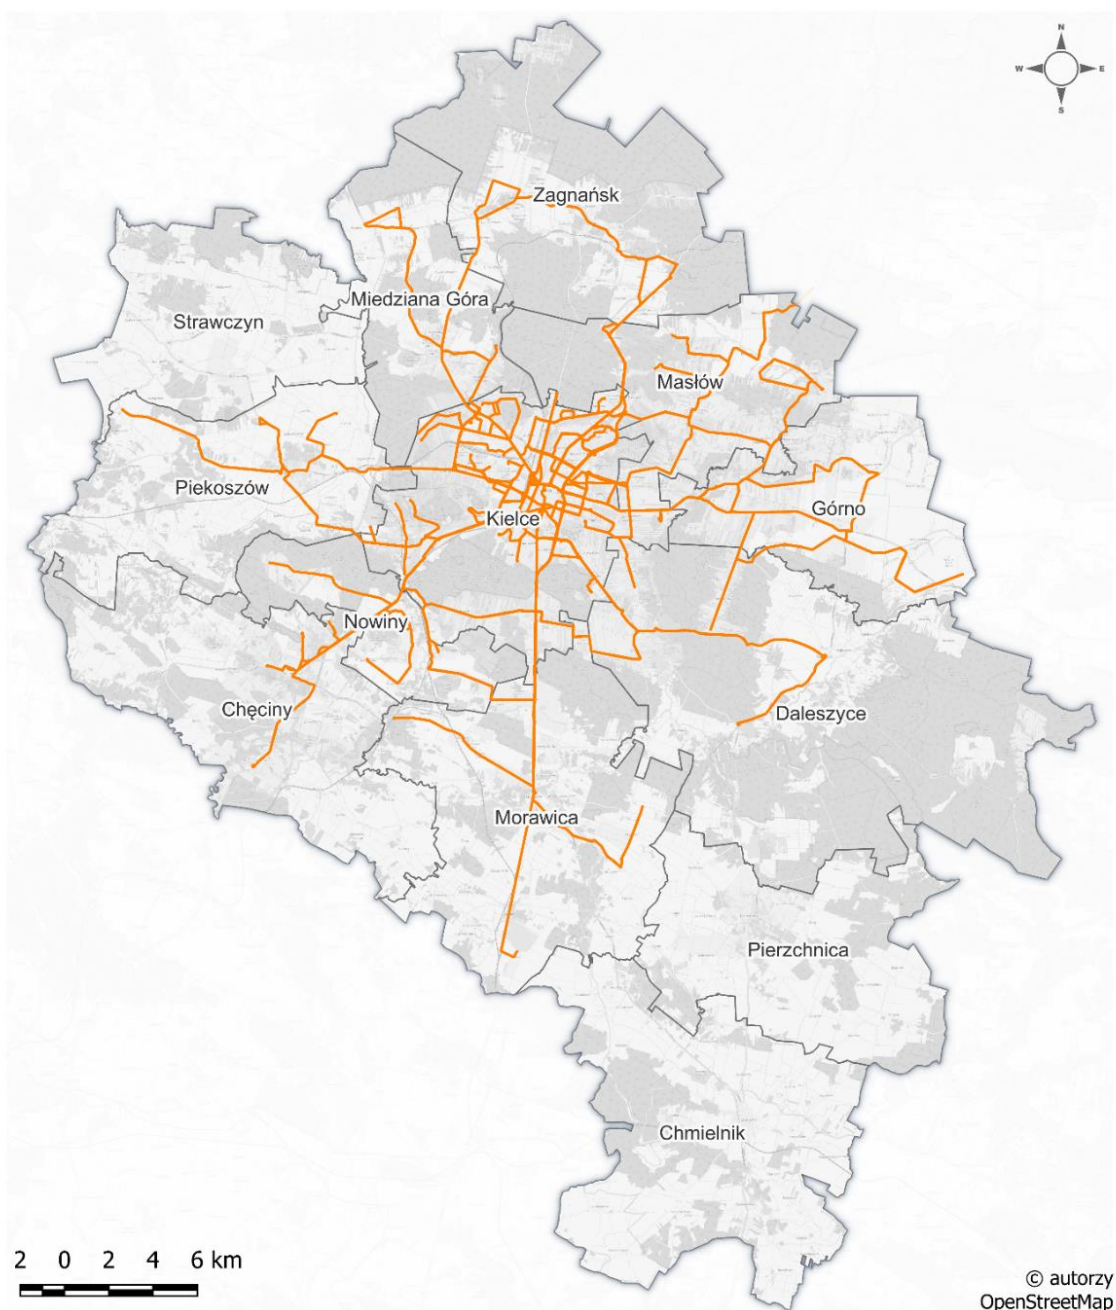 N
W E
S
Zagnańsk
Miedziana Góra
Strawczyn
Masłów
Piekoszów
Górno
Kielce
Nowiny
Chęciny
Daleszyce
Morawica
Pierzchnica
Chmielnik
2 0 2 4 6 km
© autorzy
OpenStreetMap